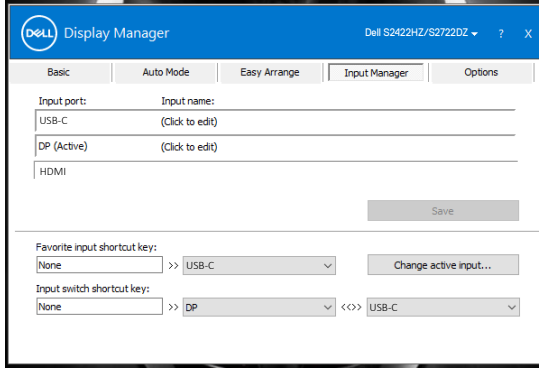 DELL Display Manager Dell S2422HZ/S2722DZ ? X
Basic Auto Mode Easy Arrange Input Manager Options
Input port: Input name:
USB-C (Click to edit)
DP (Active) (Click to edit)
HDMI
Save
Favorite input shortcut key:
None >> USB-C Change active input...
Input switch shortcut key:
None >> DP <<>> USB-C